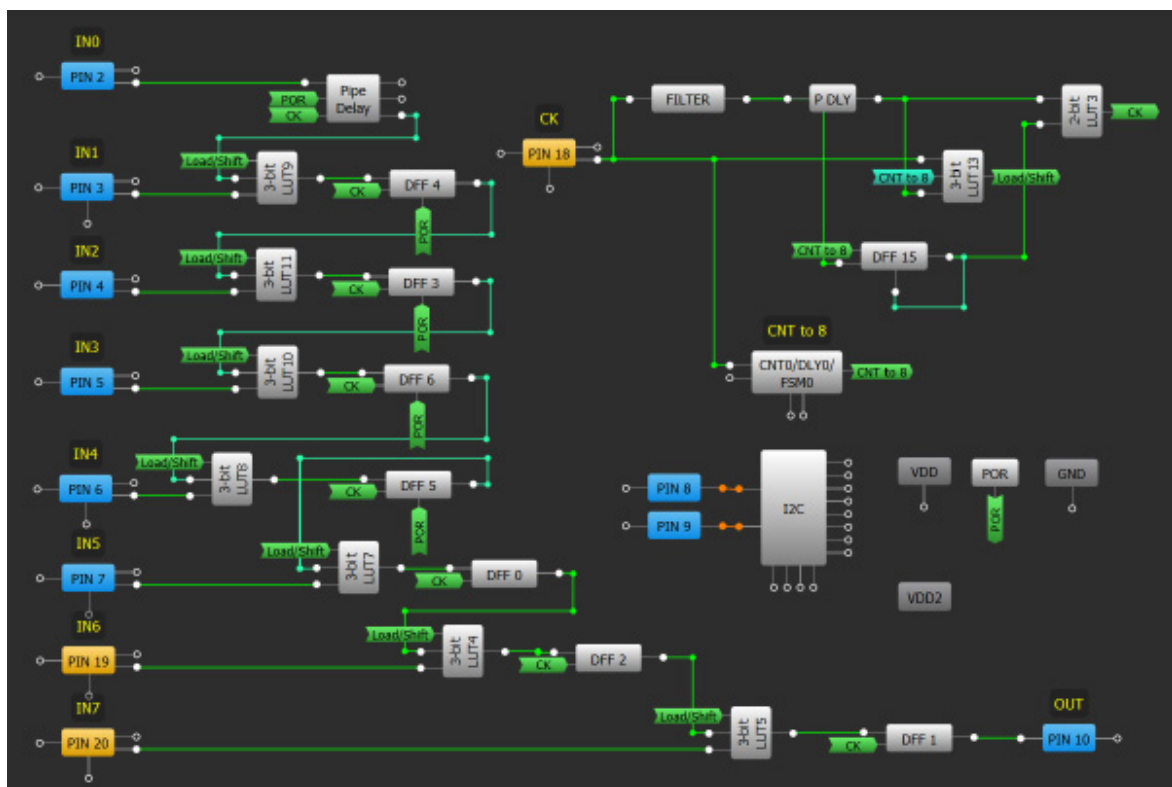 IN0
PIN 2
POR
CK
Pipe
Delay
IN1
PIN 3
Load/Shift
3-bit
LUT9
CK
DFF 4
POR
IN2
PIN 4
Load/Shift
3-bit
LUT11
CK
DFF 3
POR
IN3
PIN 5
Load/Shift
3-bit
LUT10
CK
DFF 6
POR
IN4
PIN 6
Load/Shift
3-bit
LUT8
CK
DFF 5
POR
IN5
PIN 7
Load/Shift
3-bit
LUT7
CK
DFF 0
IN6
PIN 19
Load/Shift
3-bit
LUT4
CK
DFF 2
IN7
PIN 20
Load/Shift
3-bit
LUT5
CK
DFF 1
OUT
PIN 10
CK
PIN 18
FILTER
P DLY
2-bit
LUT3
CK
CNT to 8
3-bit
LUT13
Load/Shift
CNT to 8
DFF 15
CNT to 8
CNT0/DLY0/
FSM0
CNT to 8
PIN 8
PIN 9
I2C
VDD
POR
POR
GND
VDD2